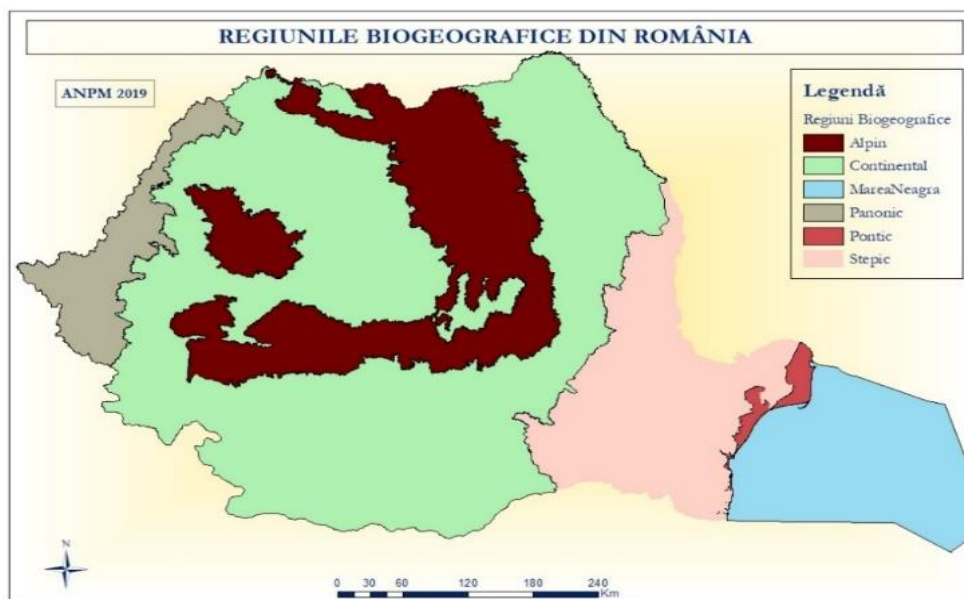 REGIUNILE BIOGEOGRAFICE DIN ROMÂNIA
ANPM 2019
Legendă
Regiuni Biogeografice
Alpin
Continental
MareaNeagra
Panonic
Pontic
Stepic
N
0 30 60 120 180 240
Km